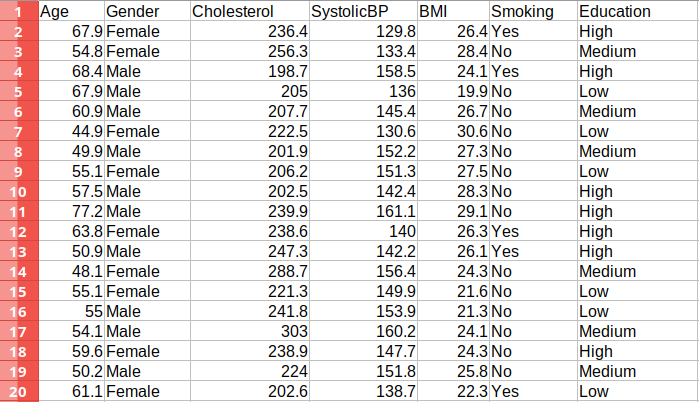 1 Age Gender Cholesterol SystolicBP BMI Smoking Education
2 67.9 Female 236.4 129.8 26.4 Yes High
3 54.8 Female 256.3 133.4 28.4 No Medium
4 68.4 Male 198.7 158.5 24.1 Yes High
5 67.9 Male 205 136 19.9 No Low
6 60.9 Male 207.7 145.4 26.7 No Medium
7 44.9 Female 222.5 130.6 30.6 No Low
8 49.9 Male 201.9 152.2 27.3 No Medium
9 55.1 Female 206.2 151.3 27.5 No Low
10 57.5 Male 202.5 142.4 28.3 No High
11 77.2 Male 239.9 161.1 29.1 No High
12 63.8 Female 238.6 140 26.3 Yes High
13 50.9 Male 247.3 142.2 26.1 Yes High
14 48.1 Female 288.7 156.4 24.3 No Medium
15 55.1 Female 221.3 149.9 21.6 No Low
16 55 Male 241.8 153.9 21.3 No Low
17 54.1 Male 303 160.2 24.1 No Medium
18 59.6 Female 238.9 147.7 24.3 No High
19 50.2 Male 224 151.8 25.8 No Medium
20 61.1 Female 202.6 138.7 22.3 Yes Low